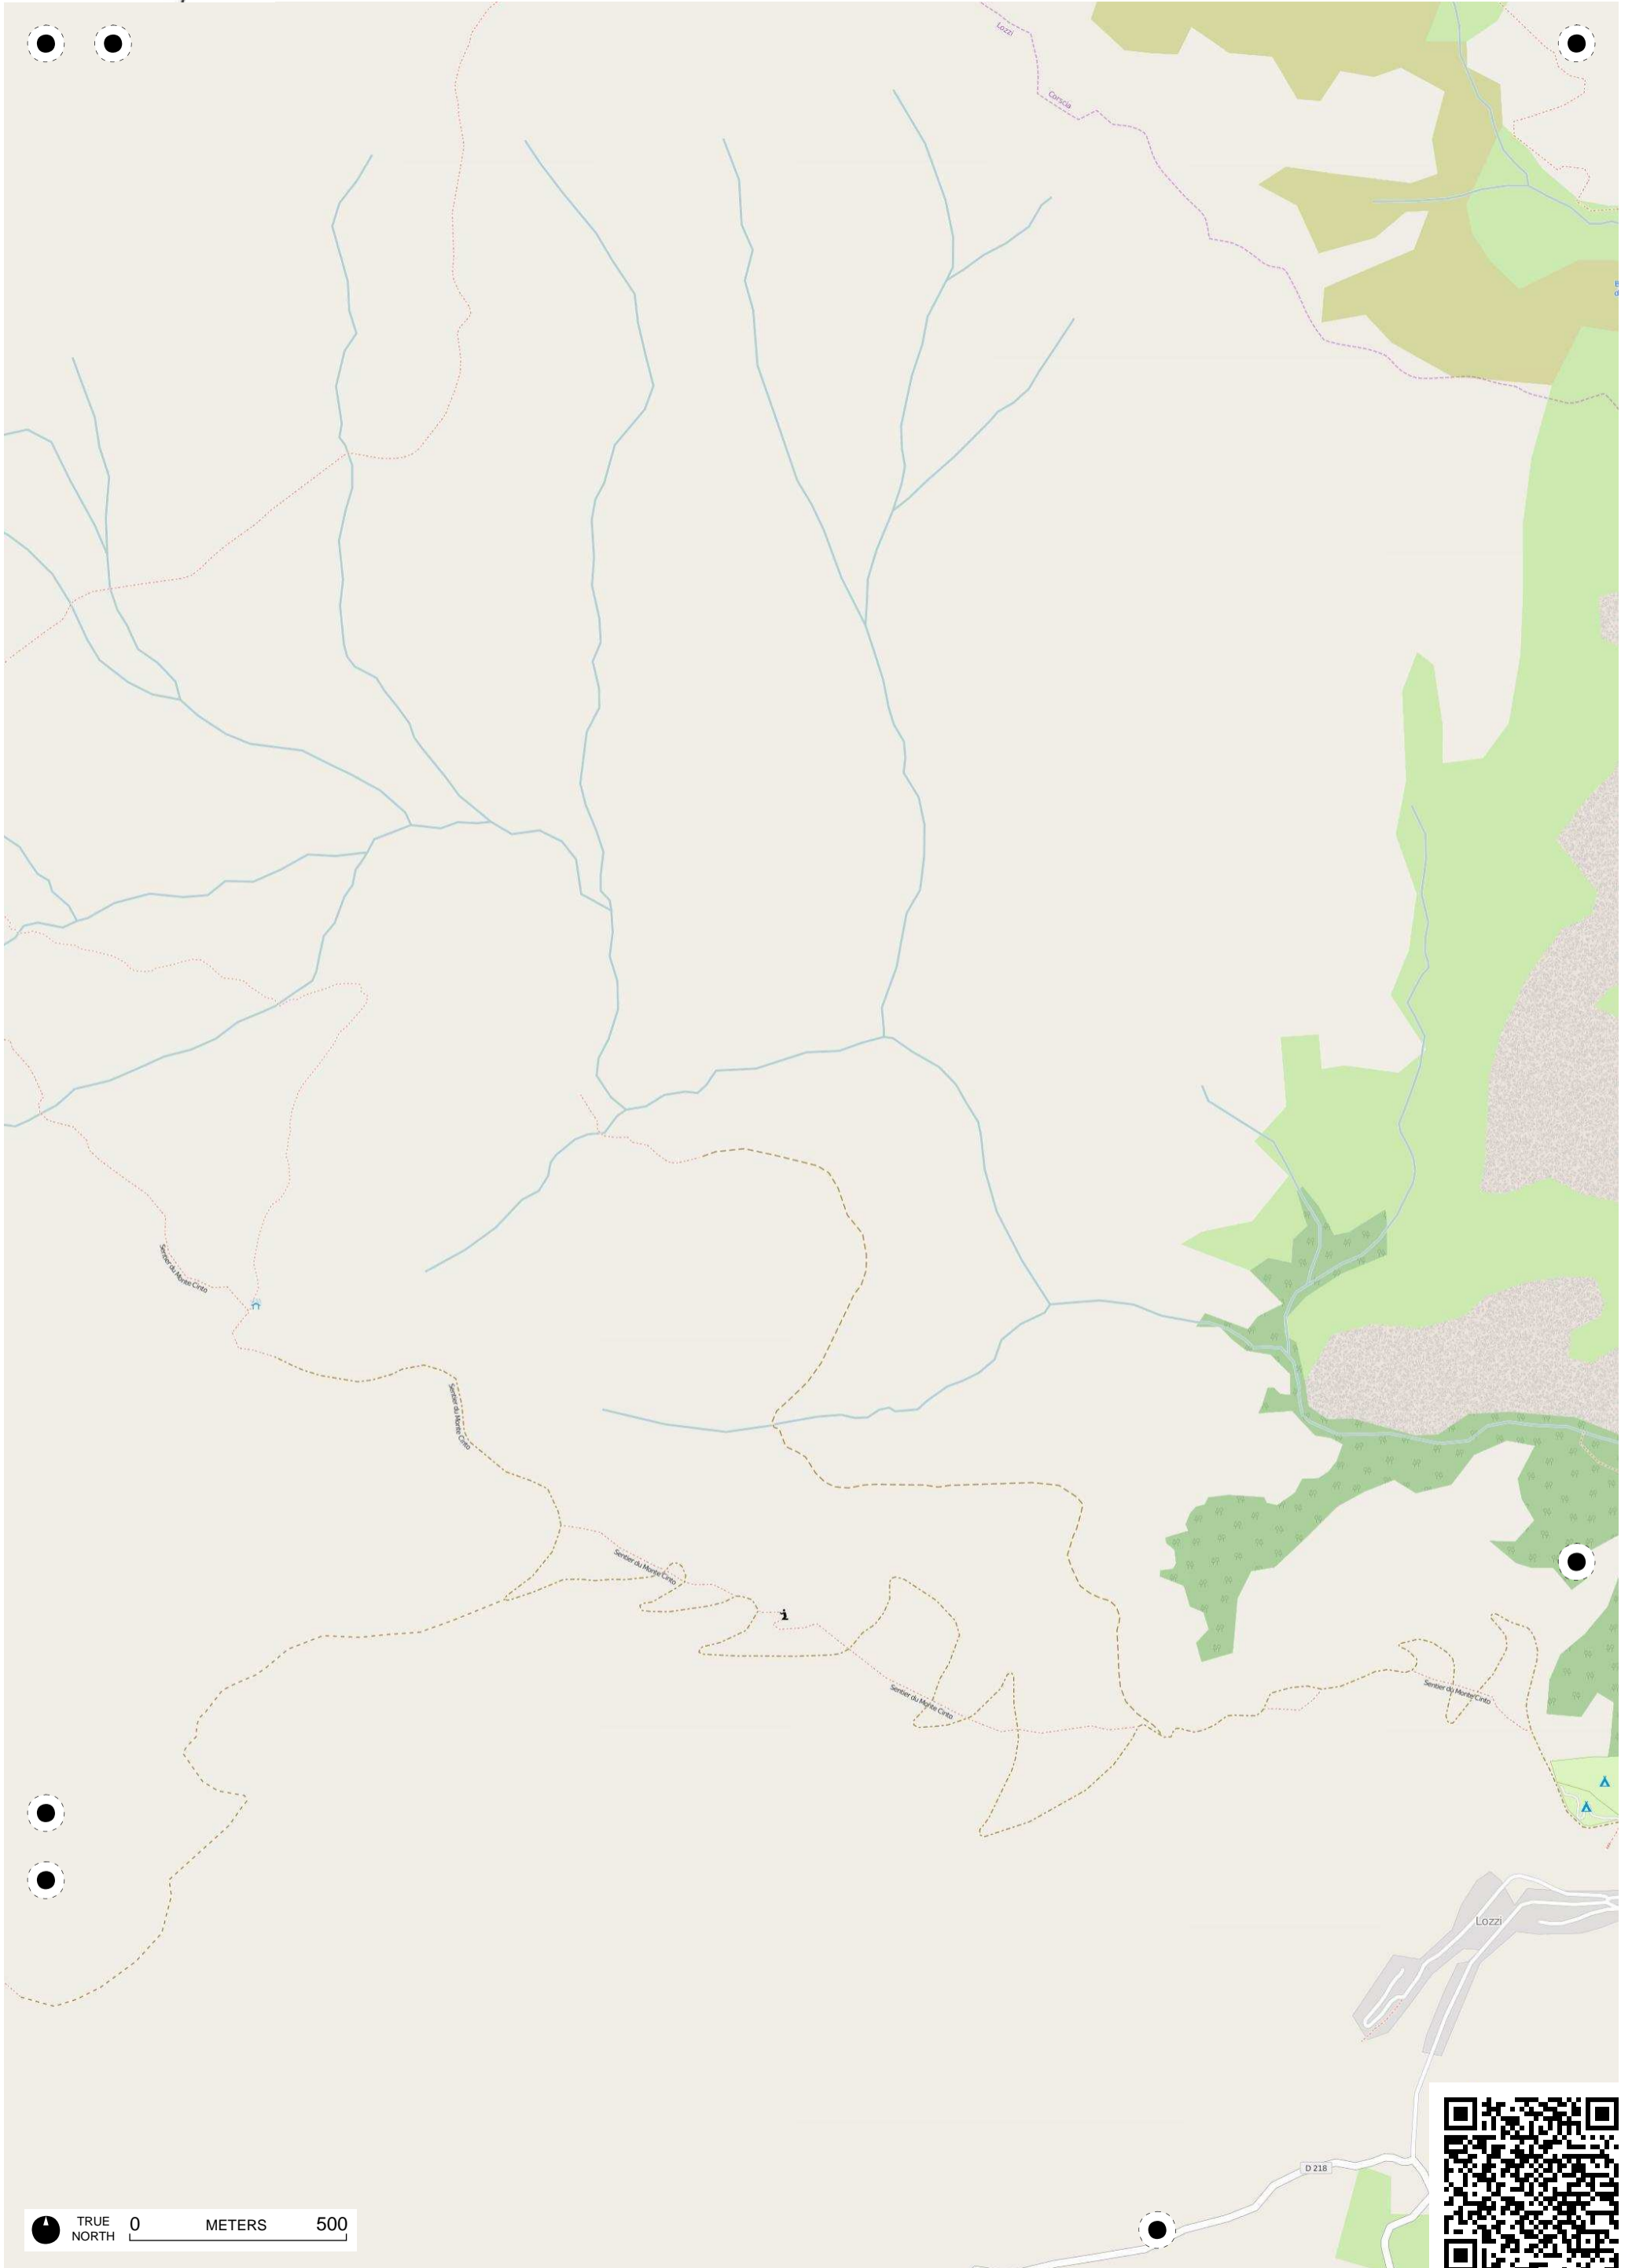 Lozzi
Corscia
Sentier du Monte Cinto
Sentier du Monte Cinto
Sentier du Monte Cinto
Sentier du Monte Cinto
Sentier du Monte Cinto
Lozzi
D 218
TRUE NORTH
0 METERS 500